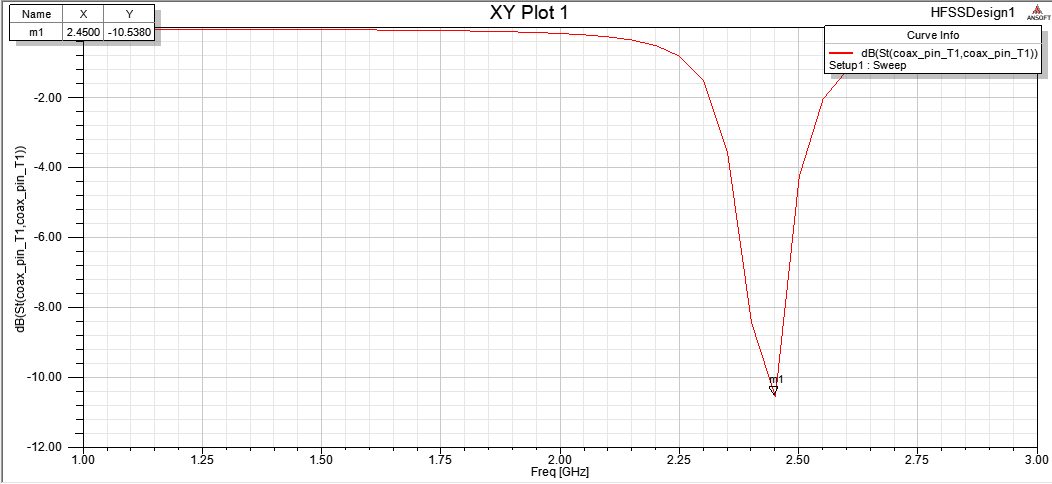 XY Plot 1
HFSSDesign1
ANSOFT
Name X Y
m1 2.4500 -10.5380
Curve Info
dB(St(coax_pin_T1,coax_pin_T1))
Setup1 : Sweep
dB(St(coax_pin_T1,coax_pin_T1))
-2.00
-4.00
-6.00
-8.00
-10.00
-12.00
m1
1.00 1.25 1.50 1.75 2.00 2.25 2.50 2.75 3.00
Freq [GHz]